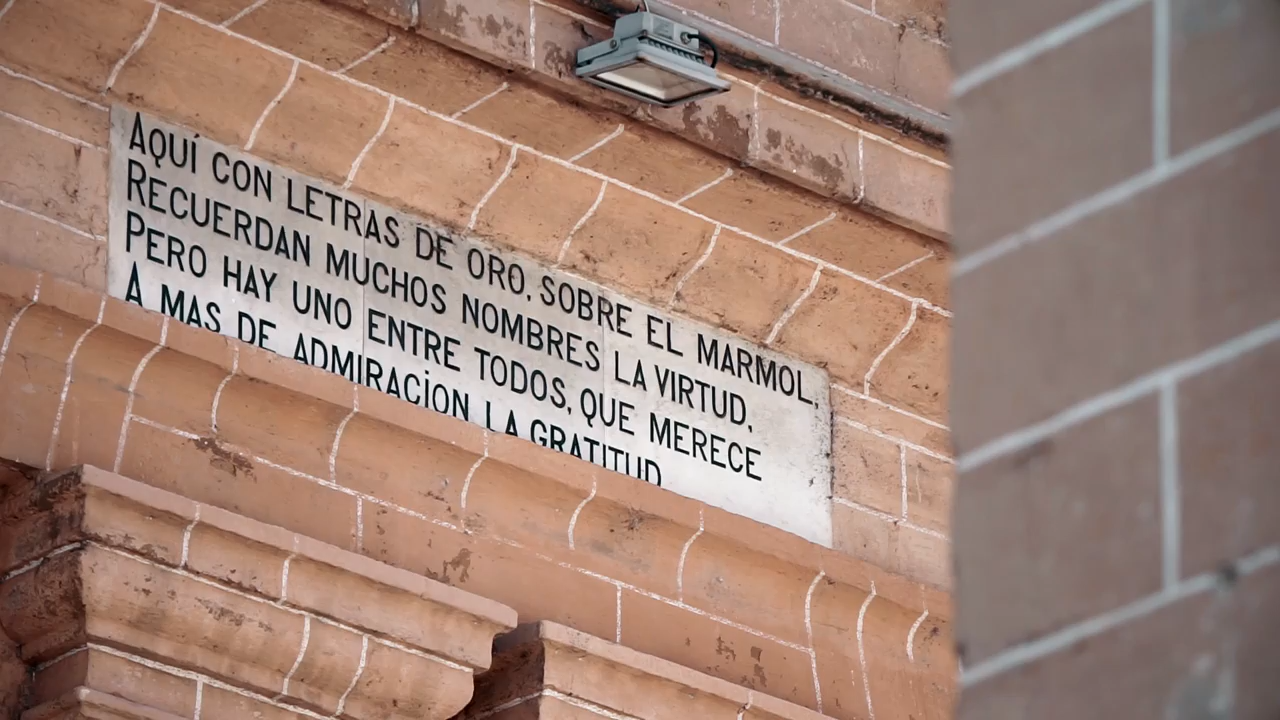 AQUÍ CON LETRAS DE ORO, SOBRE EL MARMOL,
RECUERDAN MUCHOS NOMBRES LA VIRTUD,
PERO HAY UNO ENTRE TODOS, QUE MERECE
A MAS DE ADMIRACION LA GRATITUD